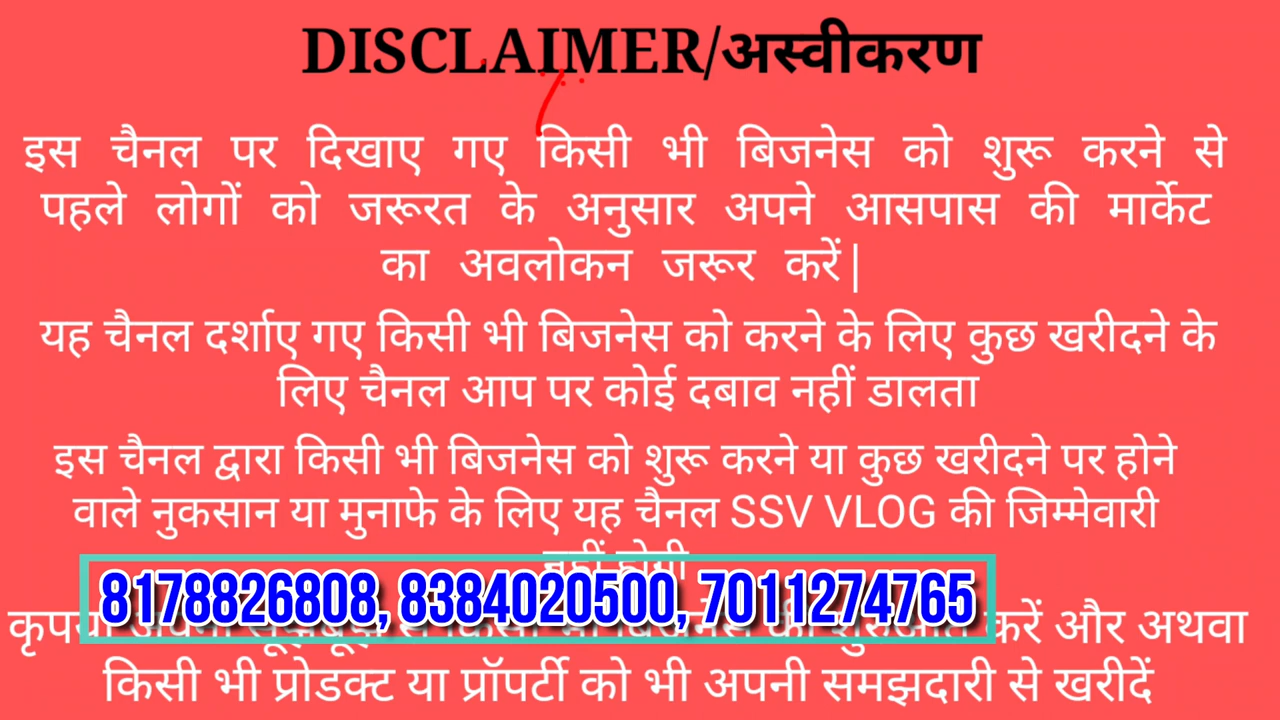 DISCLAIMER/अस्वीकरण
इस चैनल पर दिखाए गए किसी भी बिजनेस को शुरू करने से
पहले लोगों को जरूरत के अनुसार अपने आसपास की मार्केट
का अवलोकन जरूर करें|
यह चैनल दर्शाए गए किसी भी बिजनेस को करने के लिए कुछ खरीदने के
लिए चैनल आप पर कोई दबाव नहीं डालता
इस चैनल द्वारा किसी भी बिजनेस को शुरू करने या कुछ खरीदने पर होने
वाले नुकसान या मुनाफे के लिए यह चैनल SSV VLOG की जिम्मेवारी
नहीं होगी
8178826808, 8384020500, 7011274765
करें और अथवा
किसी भी प्रोडक्ट या प्रॉपर्टी को भी अपनी समझदारी से खरीदें